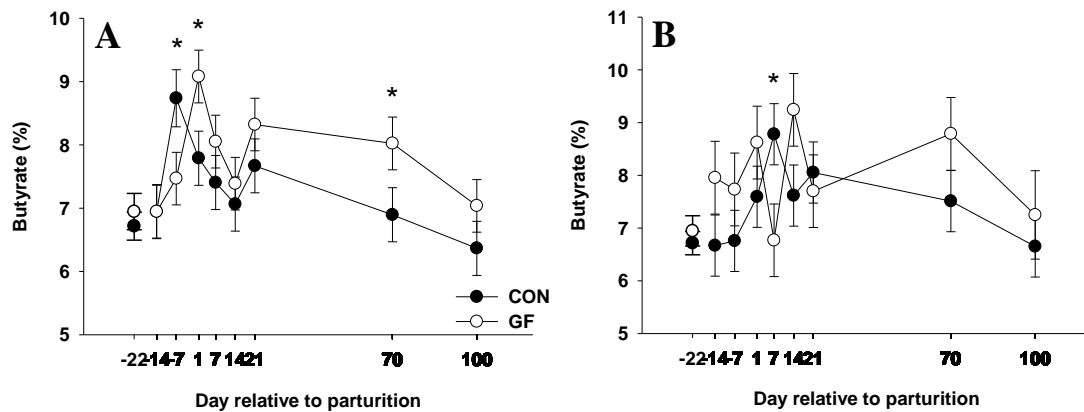 A
Butyrate (%)
10
9
8
7
6
5
* * *
CON
GF
-22 -14 -7 1 7 14 21 70 100
Day relative to parturition
B
Butyrate (%)
11
10
9
8
7
6
5
*
-22 -14 -7 1 7 14 21 70 100
Day relative to parturition